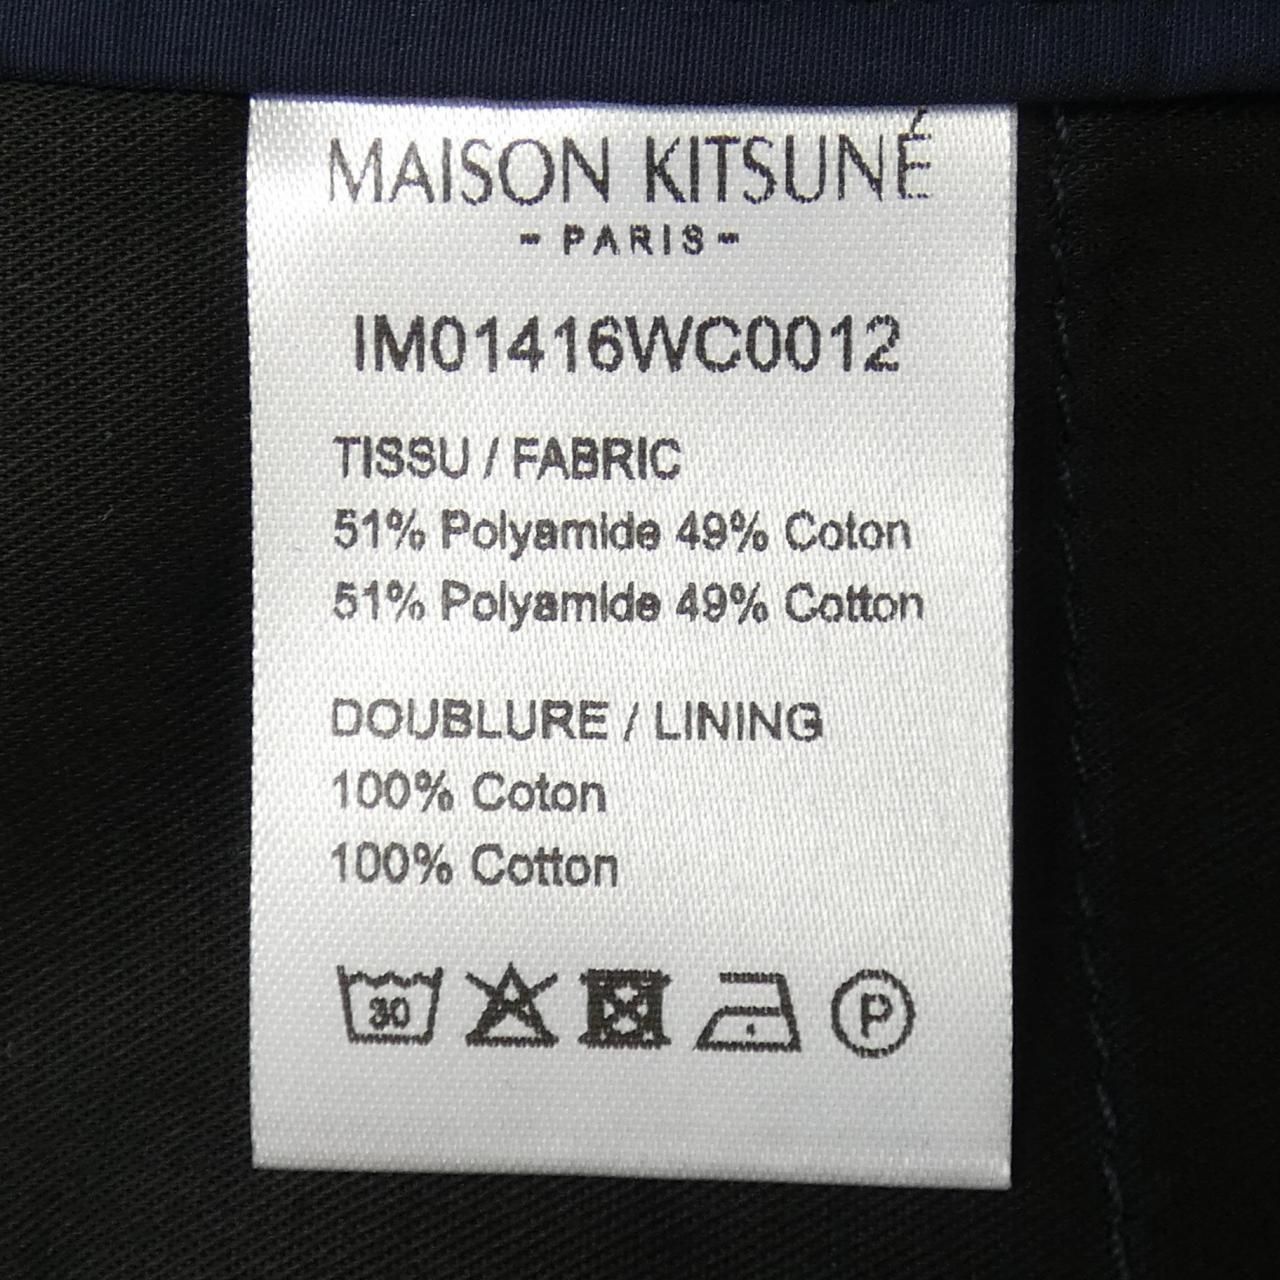 MAISON KITSUNÉ
- PARIS -
IM01416WC0012
TISSU / FABRIC
51% Polyamide 49% Coton
51% Polyamide 49% Cotton
DOUBLURE / LINING
100% Coton
100% Cotton
30 P